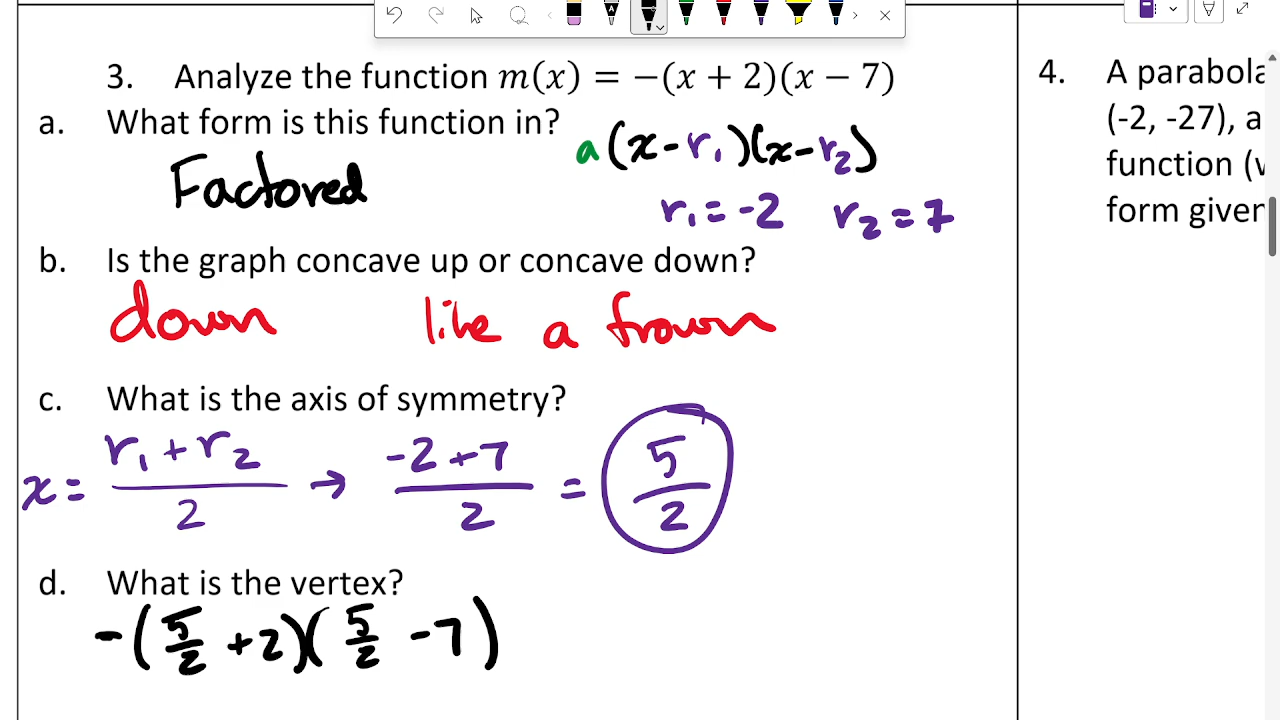 3. Analyze the function m(x) = −(x + 2)(x − 7)
a. What form is this function in?
a(x-r₁)(x-r₂)
Factored
r₁=-2 r₂=7
b. Is the graph concave up or concave down?
down like a frown
c. What is the axis of symmetry?
x= r₁+r₂/2 → -2+7/2 = 5/2
d. What is the vertex?
-(5/2 +2)(5/2 -7)
4. A parabola
(-2, -27), a
function (
form given